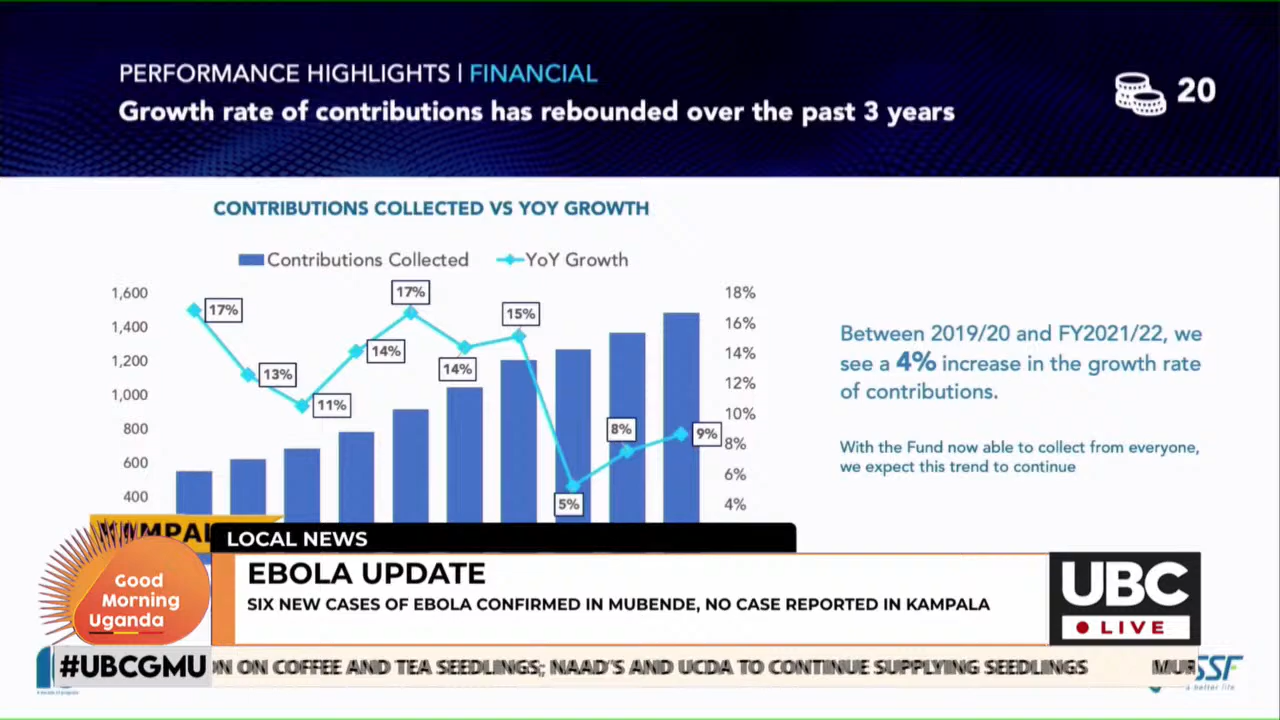 PERFORMANCE HIGHLIGHTS | FINANCIAL
20
Growth rate of contributions has rebounded over the past 3 years
CONTRIBUTIONS COLLECTED VS YOY GROWTH
Contributions Collected
YoY Growth
1,600
1,400
1,200
1,000
800
600
400
17%
13%
11%
14%
17%
14%
15%
5%
8%
9%
18%
16%
14%
12%
10%
8%
6%
4%
Between 2019/20 and FY2021/22, we
see a 4% increase in the growth rate
of contributions.
With the Fund now able to collect from everyone,
we expect this trend to continue
LOCAL NEWS
EBOLA UPDATE
SIX NEW CASES OF EBOLA CONFIRMED IN MUBENDE, NO CASE REPORTED IN KAMPALA
Good
Morning
Uganda
UBC
LIVE
#UBCGMU
ON COFFEE AND TEA SEEDLINGS; NAAD'S AND UCDA TO CONTINUE SUPPLYING SEEDLINGS
a better life